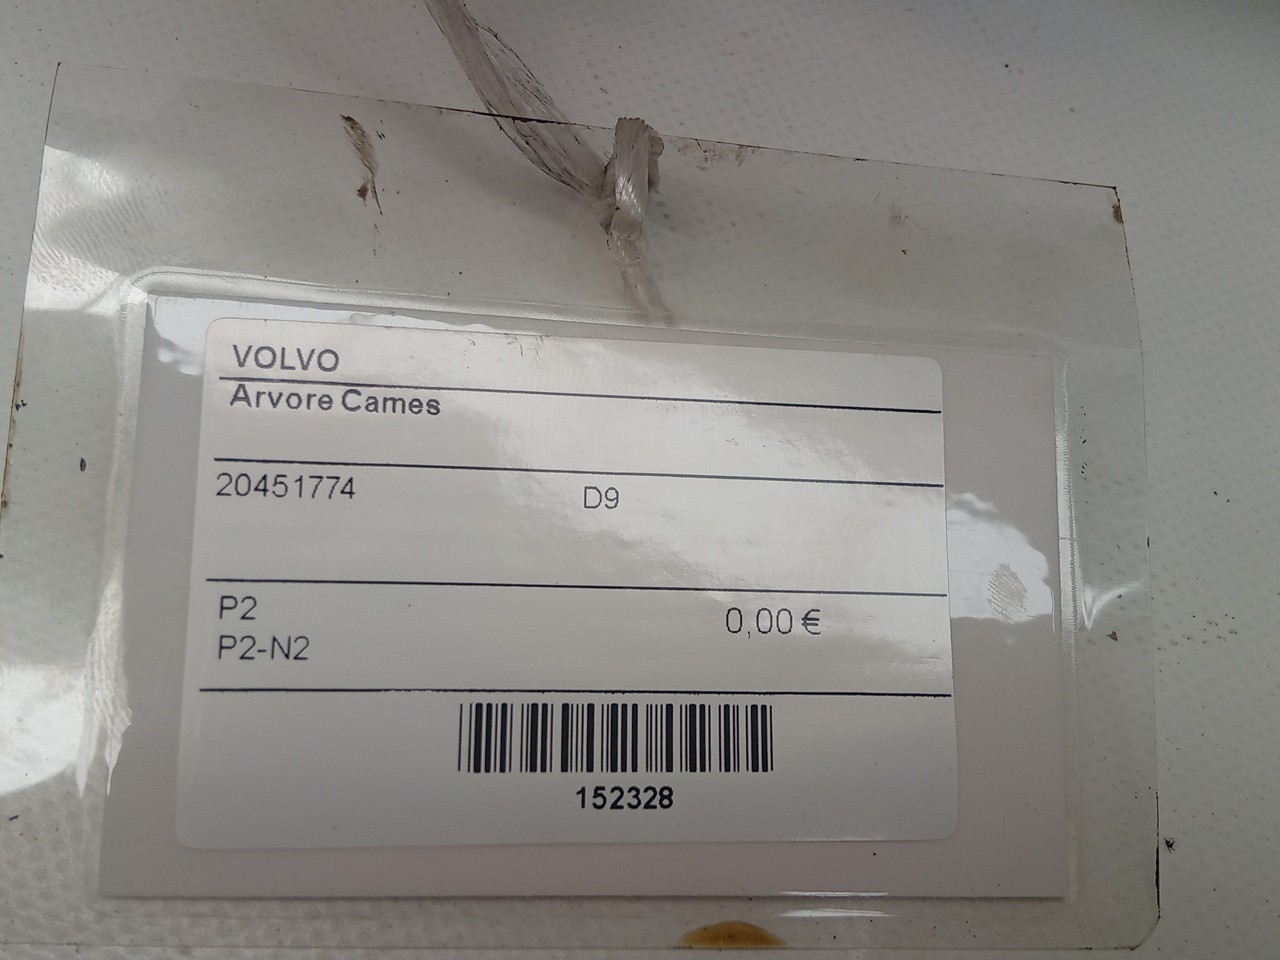 VOLVO
Arvore Cames
20451774 D9
P2 0,00 €
P2-N2
152328